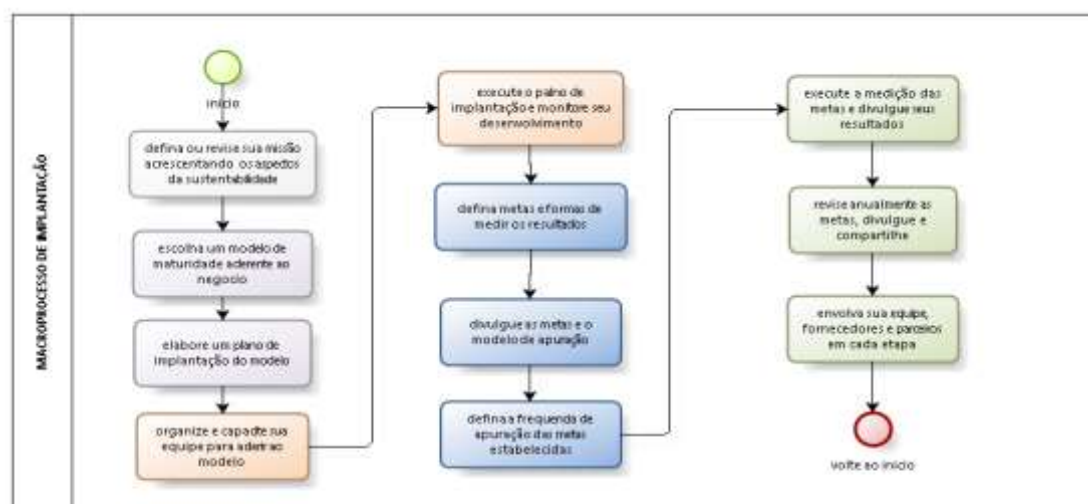 MACROPROCESSO DE IMPLANTAÇÃO
início
defina ou revise sua missão
acrescentando os aspectos
da sustentabilidade
escolha um modelo de
maturidade aderente ao
negocio
elabore um plano de
implantação do modelo
organize e capacite sua
equipe para aderir ao
modelo
execute o palno de
implantação e monitore seu
desenvolvimento
defina metas e formas de
medir os resultados
divulgue as metas e o
modelo de apuração
defina a frequenda de
apuração das metas
estabelecidas
execute a medição das
metas e divulgue seus
resultados
revise anualmente as
metas, divulgue e
compartilhe
envolva sua equipe,
fornecedores e parceiros
em cada etapa
volte ao inicio